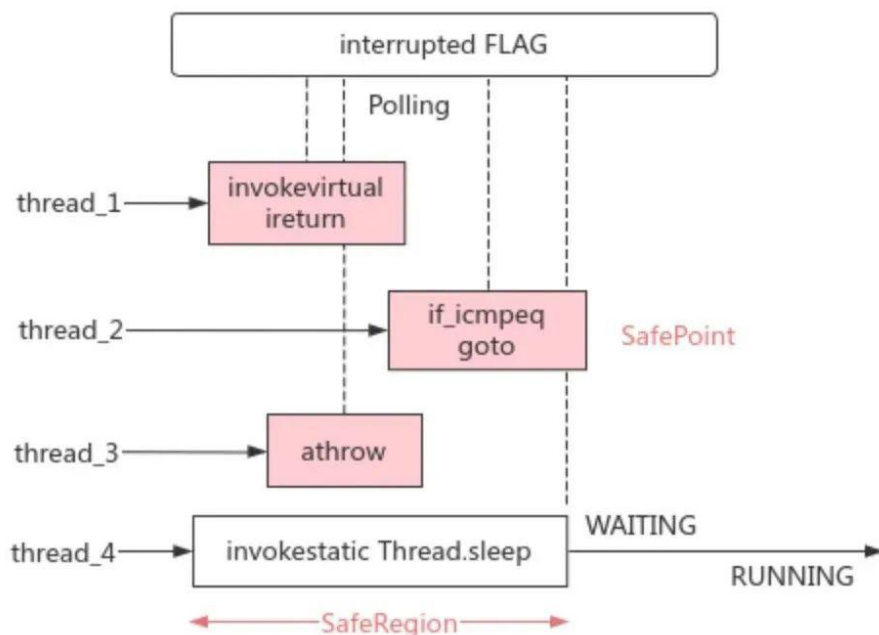 interrupted FLAG
Polling
thread_1
invokevirtual
ireturn
thread_2
if_icmpeq
goto
SafePoint
thread_3
athrow
thread_4
invokestatic Thread.sleep
WAITING
RUNNING
SafeRegion